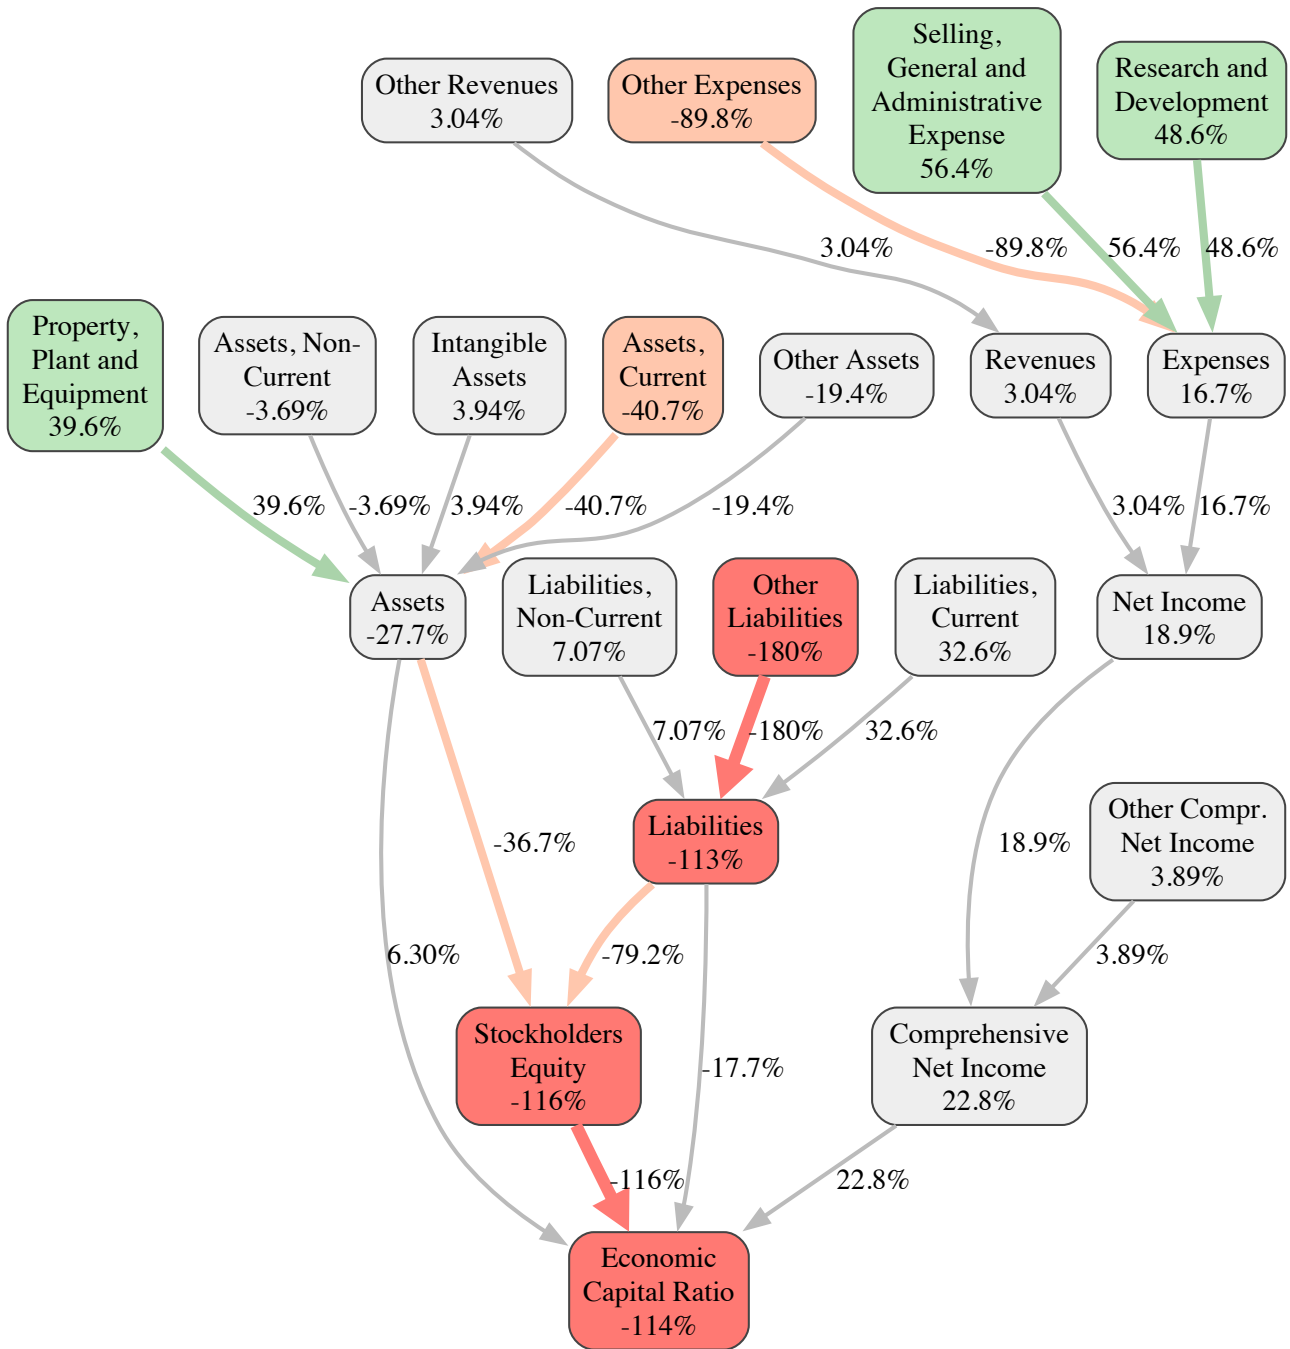 Other Revenues
3.04%
Other Expenses
-89.8%
Selling,
General and
Administrative
Expense
56.4%
Research and
Development
48.6%
3.04%
-89.8%
56.4%
48.6%
Property,
Plant and
Equipment
39.6%
Assets, Non-
Current
-3.69%
Intangible
Assets
3.94%
Assets,
Current
-40.7%
Other Assets
-19.4%
Revenues
3.04%
Expenses
16.7%
39.6%
-3.69%
3.94%
-40.7%
-19.4%
3.04%
16.7%
Assets
-27.7%
Liabilities,
Non-Current
7.07%
Other
Liabilities
-180%
Liabilities,
Current
32.6%
Net Income
18.9%
7.07%
-180%
32.6%
-36.7%
Liabilities
-113%
18.9%
Other Compr.
Net Income
3.89%
6.30%
-79.2%
3.89%
Stockholders
Equity
-116%
-17.7%
Comprehensive
Net Income
22.8%
-116%
22.8%
Economic
Capital Ratio
-114%